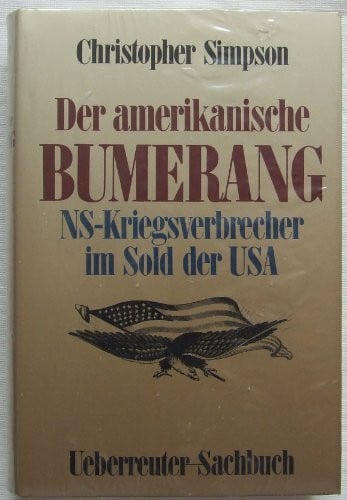 Christopher Simpson
Der amerikanische
BUMERANG
NS-Kriegsverbrecher
im Sold der USA
Ueberreuter-Sachbuch